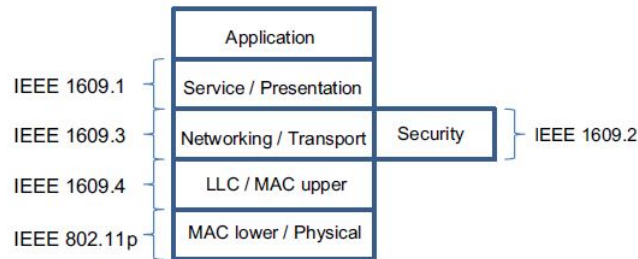 Application
IEEE 1609.1
Service / Presentation
IEEE 1609.3
Networking / Transport
Security
IEEE 1609.2
IEEE 1609.4
LLC / MAC upper
IEEE 802.11p
MAC lower / Physical